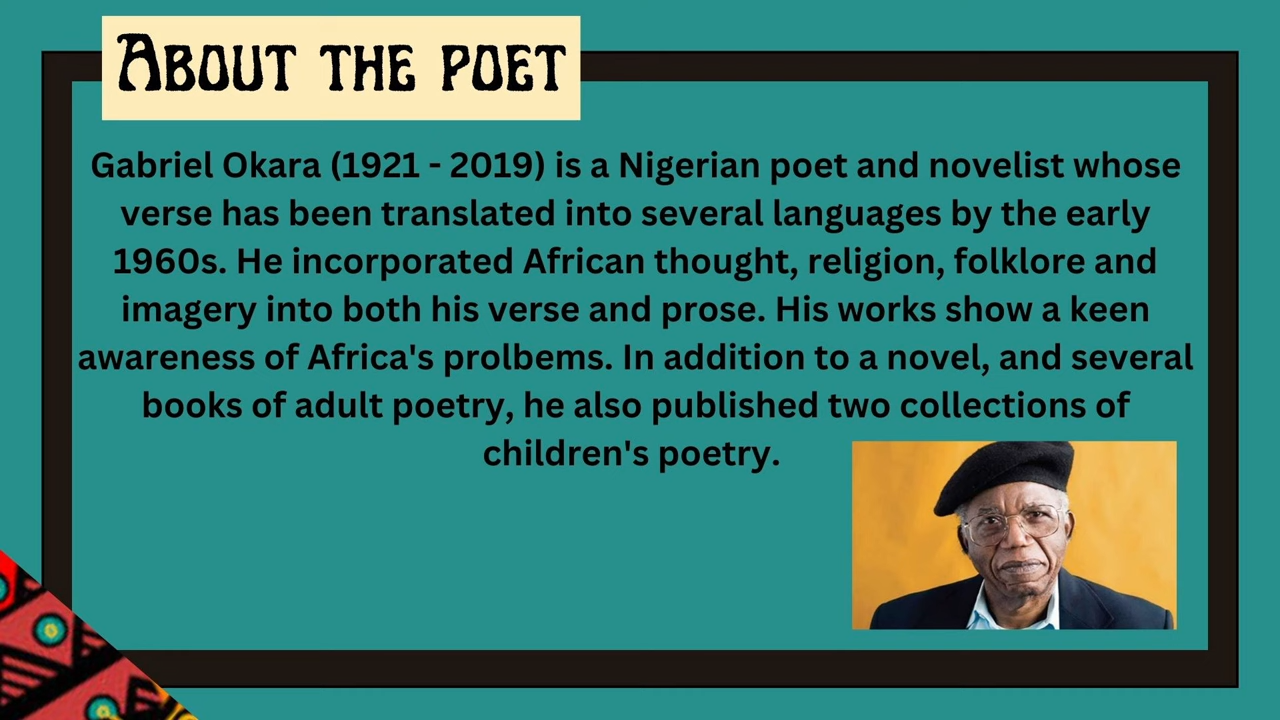 About the poet
Gabriel Okara (1921 - 2019) is a Nigerian poet and novelist whose
verse has been translated into several languages by the early
1960s. He incorporated African thought, religion, folklore and
imagery into both his verse and prose. His works show a keen
awareness of Africa's prolbems. In addition to a novel, and several
books of adult poetry, he also published two collections of
children's poetry.